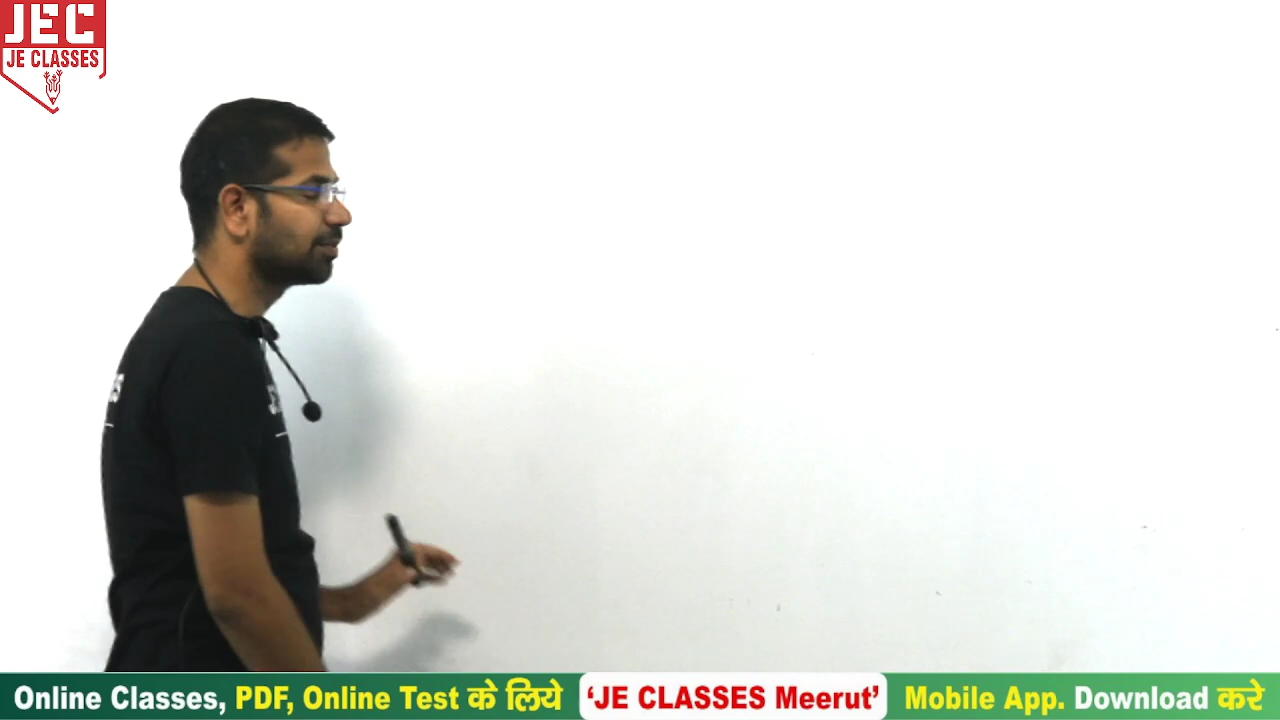 JEC
JE CLASSES
Online Classes, PDF, Online Test के लिये 'JE CLASSES Meerut' Mobile App. Download करे